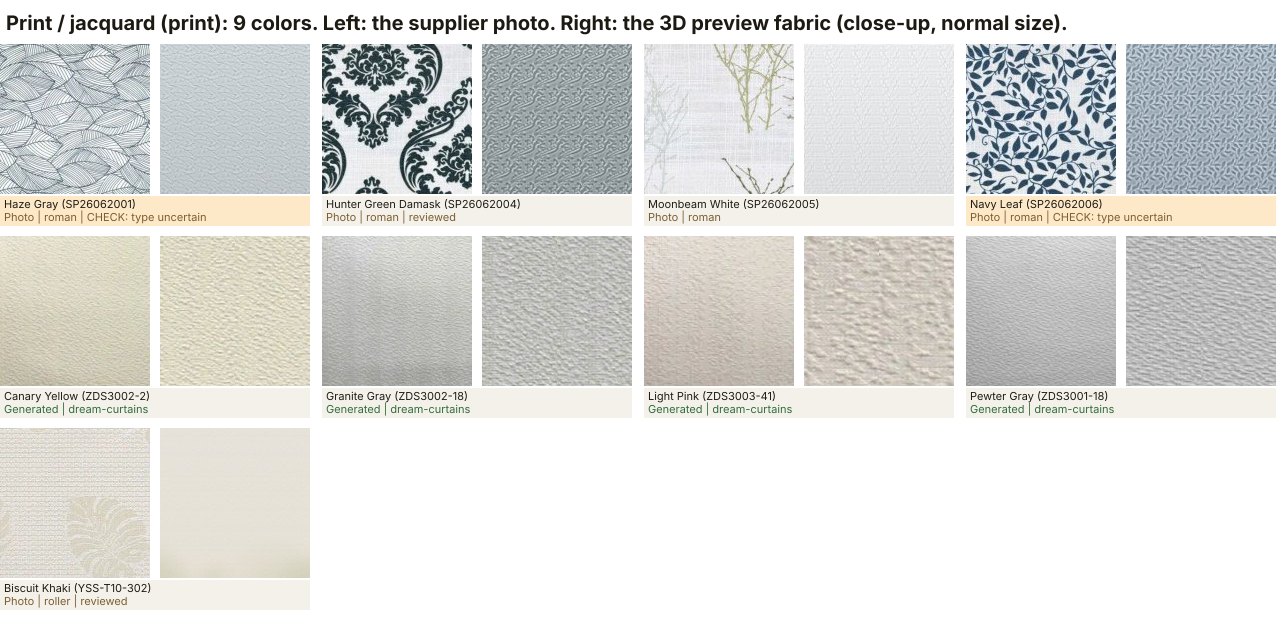 Print / jacquard (print): 9 colors. Left: the supplier photo. Right: the 3D preview fabric (close-up, normal size).
Haze Gray (SP26062001)
Photo | roman | CHECK: type uncertain
Hunter Green Damask (SP26062004)
Photo | roman | reviewed
Moonbeam White (SP26062005)
Photo | roman
Navy Leaf (SP26062006)
Photo | roman | CHECK: type uncertain
Canary Yellow (ZDS3002-2)
Generated | dream-curtains
Granite Gray (ZDS3002-18)
Generated | dream-curtains
Light Pink (ZDS3003-41)
Generated | dream-curtains
Pewter Gray (ZDS3001-18)
Generated | dream-curtains
Biscuit Khaki (YSS-T10-302)
Photo | roller | reviewed